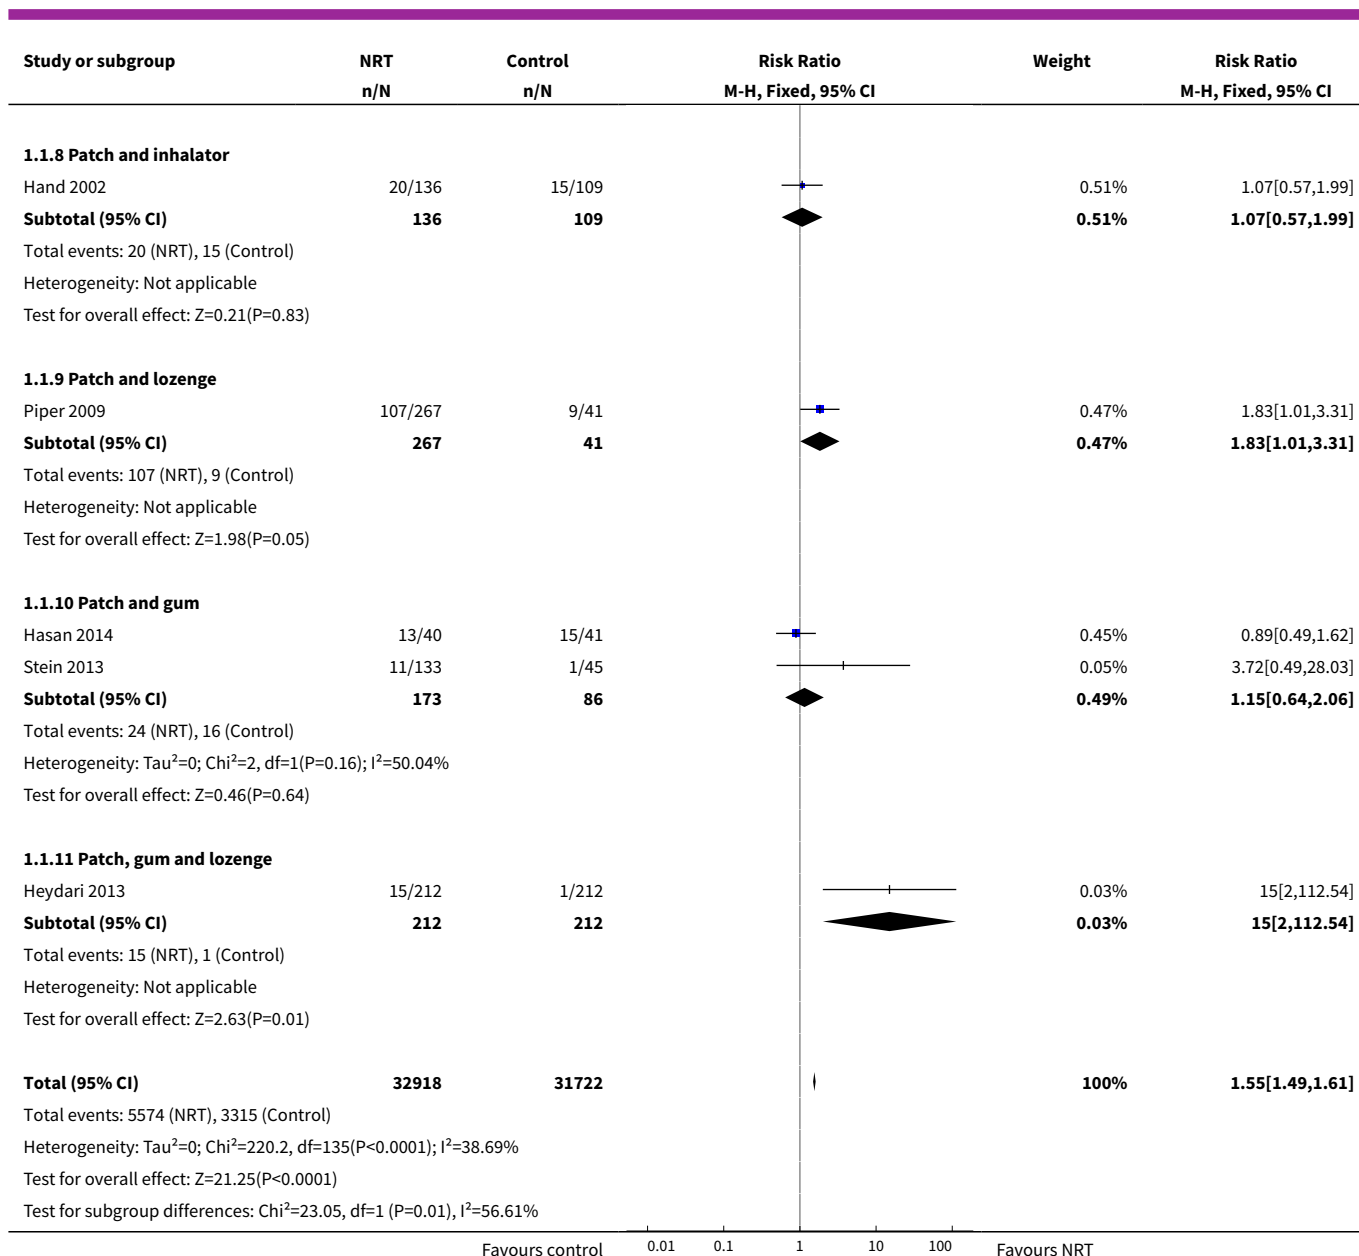 Study or subgroup NRT Control Risk Ratio Weight Risk Ratio
n/N n/N M-H, Fixed, 95% CI M-H, Fixed, 95% CI
1.1.8 Patch and inhalator
Hand 2002 20/136 15/109 0.51% 1.07[0.57,1.99]
Subtotal (95% CI) 136 109 0.51% 1.07[0.57,1.99]
Total events: 20 (NRT), 15 (Control)
Heterogeneity: Not applicable
Test for overall effect: Z=0.21(P=0.83)
1.1.9 Patch and lozenge
Piper 2009 107/267 9/41 0.47% 1.83[1.01,3.31]
Subtotal (95% CI) 267 41 0.47% 1.83[1.01,3.31]
Total events: 107 (NRT), 9 (Control)
Heterogeneity: Not applicable
Test for overall effect: Z=1.98(P=0.05)
1.1.10 Patch and gum
Hasan 2014 13/40 15/41 0.45% 0.89[0.49,1.62]
Stein 2013 11/133 1/45 0.05% 3.72[0.49,28.03]
Subtotal (95% CI) 173 86 0.49% 1.15[0.64,2.06]
Total events: 24 (NRT), 16 (Control)
Heterogeneity: Tau²=0; Chi²=2, df=1(P=0.16); I²=50.04%
Test for overall effect: Z=0.46(P=0.64)
1.1.11 Patch, gum and lozenge
Heydari 2013 15/212 1/212 0.03% 15[2,112.54]
Subtotal (95% CI) 212 212 0.03% 15[2,112.54]
Total events: 15 (NRT), 1 (Control)
Heterogeneity: Not applicable
Test for overall effect: Z=2.63(P=0.01)
Total (95% CI) 32918 31722 100% 1.55[1.49,1.61]
Total events: 5574 (NRT), 3315 (Control)
Heterogeneity: Tau²=0; Chi²=220.2, df=135(P<0.0001); I²=38.69%
Test for overall effect: Z=21.25(P<0.0001)
Test for subgroup differences: Chi²=23.05, df=1 (P=0.01), I²=56.61%
Favours control 0.01 0.1 1 10 100 Favours NRT